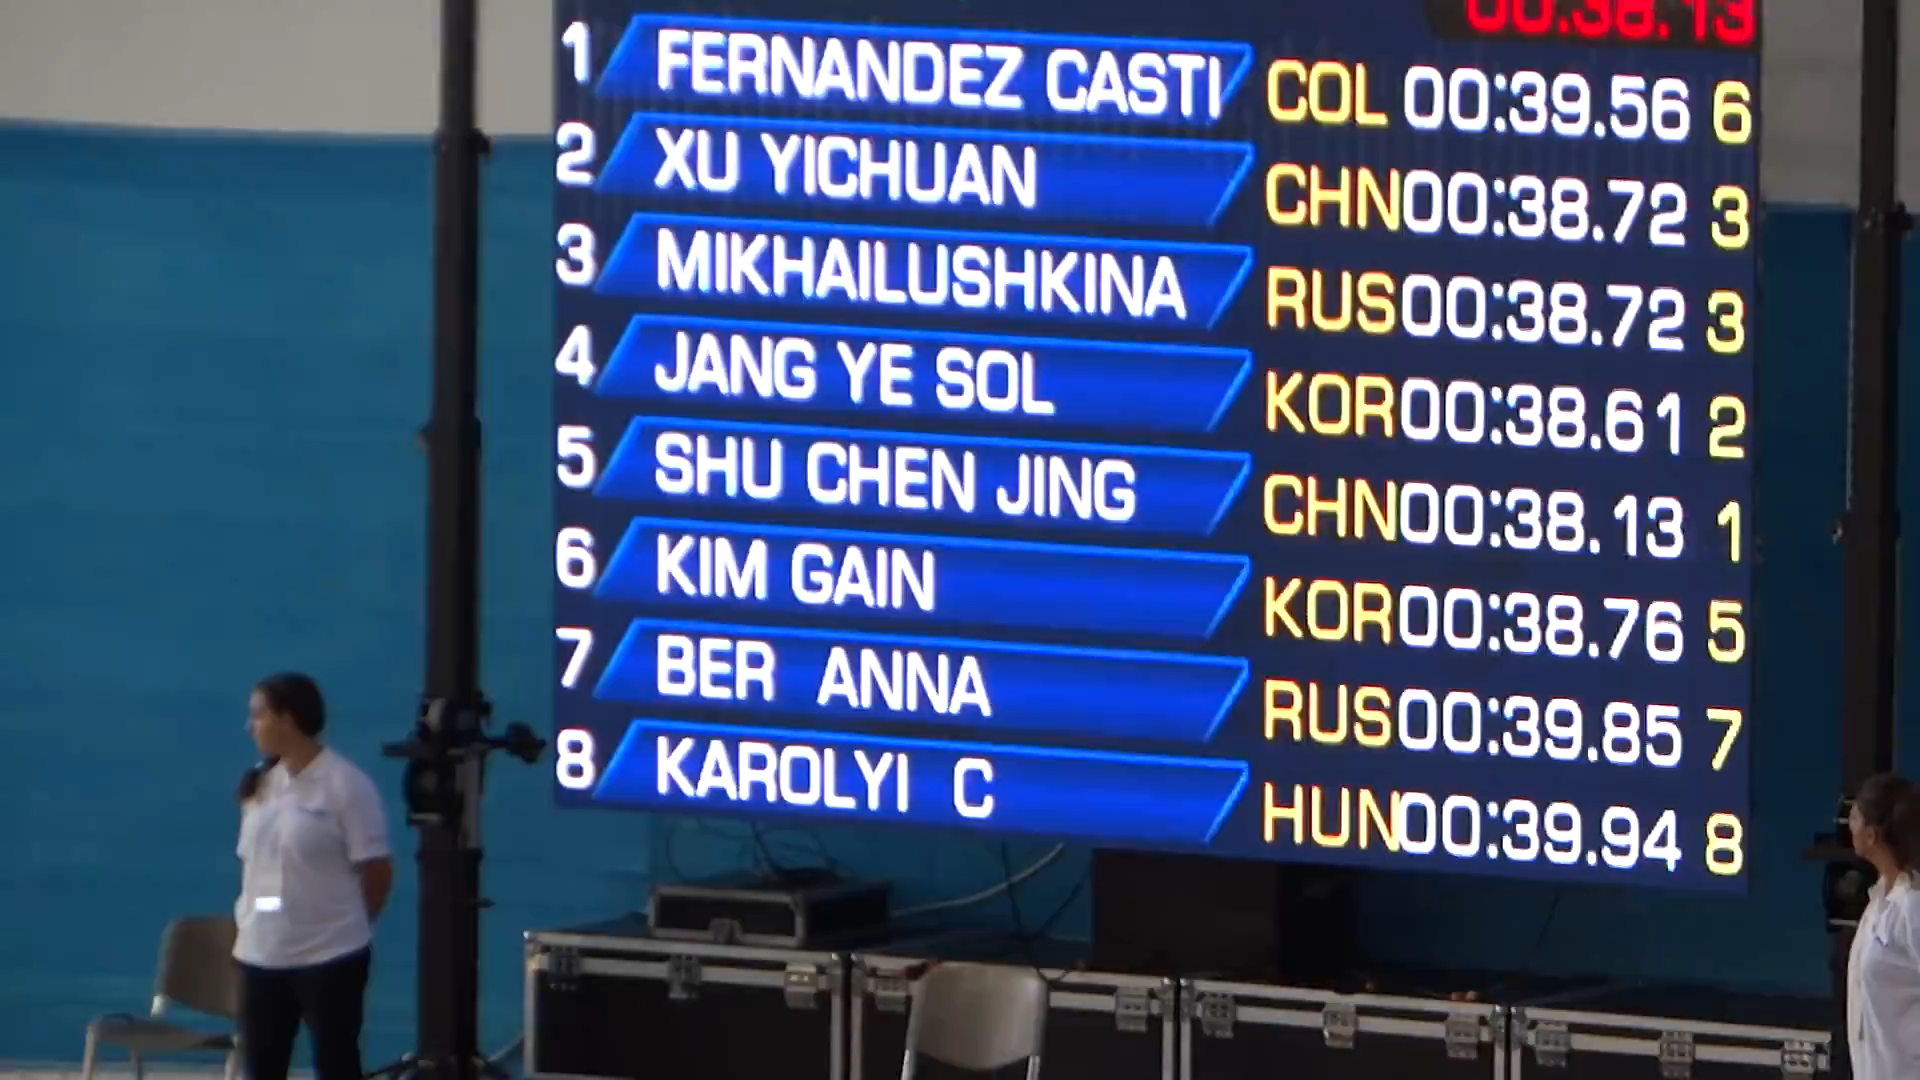 00:38.13
1 FERNANDEZ CASTI COL 00:39.56 6
2 XU YICHUAN CHN 00:38.72 3
3 MIKHAILUSHKINA RUS 00:38.72 3
4 JANG YE SOL KOR 00:38.61 2
5 SHU CHEN JING CHN 00:38.13 1
6 KIM GAIN KOR 00:38.76 5
7 BER ANNA RUS 00:39.85 7
8 KAROLYI C HUN 00:39.94 8